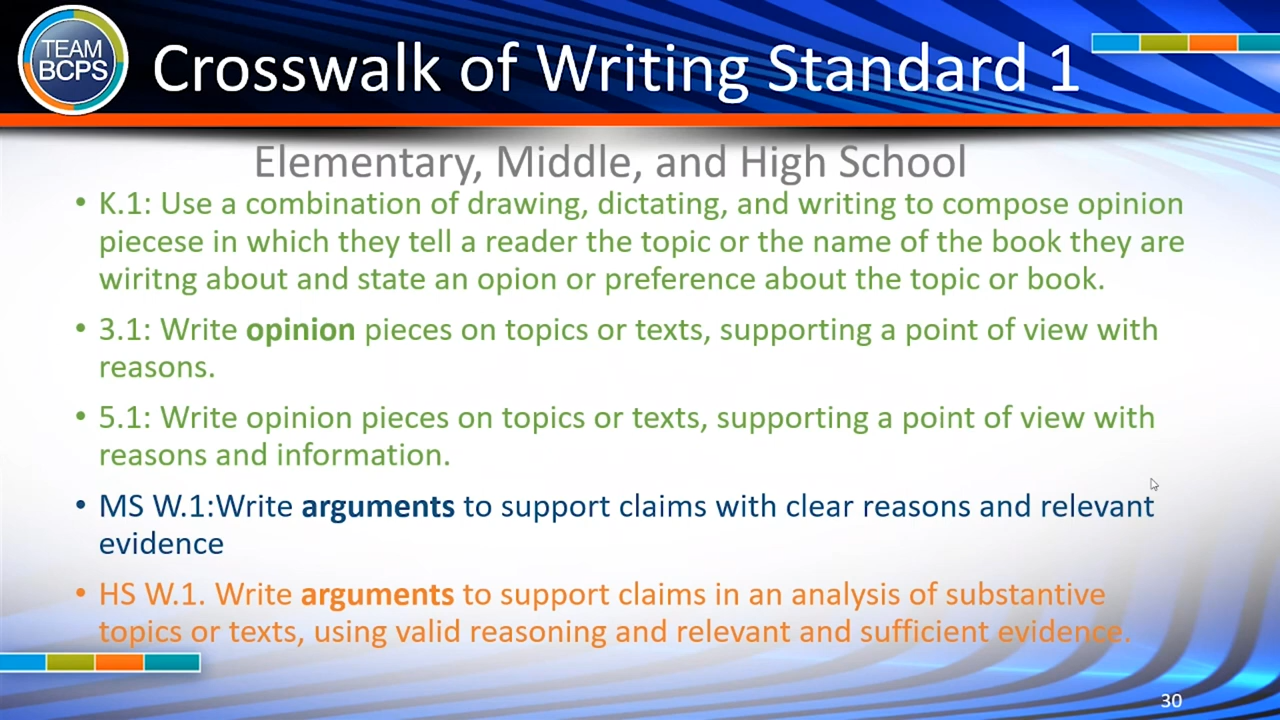 TEAM
BCPS
Crosswalk of Writing Standard 1
Elementary, Middle, and High School
• K.1: Use a combination of drawing, dictating, and writing to compose opinion
piecese in which they tell a reader the topic or the name of the book they are
wiritng about and state an opion or preference about the topic or book.
• 3.1: Write opinion pieces on topics or texts, supporting a point of view with
reasons.
• 5.1: Write opinion pieces on topics or texts, supporting a point of view with
reasons and information.
• MS W.1:Write arguments to support claims with clear reasons and relevant
evidence
• HS W.1. Write arguments to support claims in an analysis of substantive
topics or texts, using valid reasoning and relevant and sufficient evidence.
30